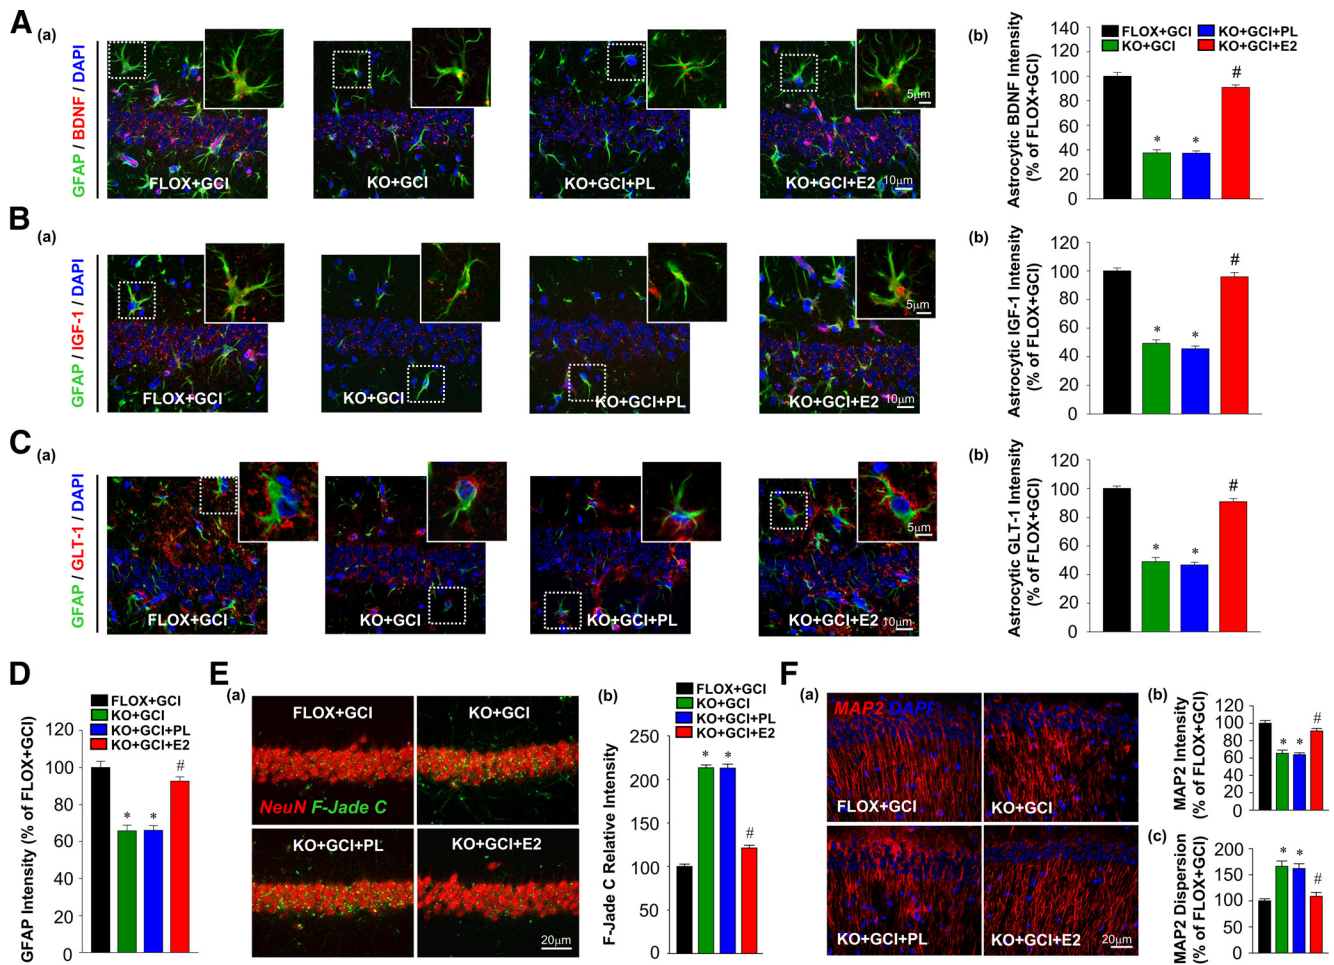 A
(a)
GFAP / BDNF / DAPI
FLOX+GCI
KO+GCI
KO+GCI+PL
KO+GCI+E2
5μm
10μm
(b)
FLOX+GCI
KO+GCI
KO+GCI+PL
KO+GCI+E2
Astrocytic BDNF Intensity
(% of FLOX+GCI)
140
120
100
80
60
40
20
0
*
*
#
B
(a)
GFAP / IGF-1 / DAPI
FLOX+GCI
KO+GCI
KO+GCI+PL
KO+GCI+E2
5μm
10μm
(b)
Astrocytic IGF-1 Intensity
(% of FLOX+GCI)
120
100
80
60
40
20
0
*
*
#
C
(a)
GFAP / GLT-1 / DAPI
FLOX+GCI
KO+GCI
KO+GCI+PL
KO+GCI+E2
5μm
10μm
(b)
Astrocytic GLT-1 Intensity
(% of FLOX+GCI)
120
100
80
60
40
20
0
*
*
#
D
FLOX+GCI
KO+GCI
KO+GCI+PL
KO+GCI+E2
GFAP Intensity (% of FLOX+GCI)
120
100
80
60
40
20
0
*
*
#
E
(a)
FLOX+GCI
KO+GCI
NeuN F-Jade C
KO+GCI+PL
KO+GCI+E2
20μm
(b)
FLOX+GCI
KO+GCI
KO+GCI+PL
KO+GCI+E2
F-Jade C Relative Intensity
250
200
150
100
50
0
*
*
#
F
(a)
MAP2 DAPI
FLOX+GCI
KO+GCI
KO+GCI+PL
KO+GCI+E2
20μm
(b)
MAP2 Intensity
(% of FLOX+GCI)
120
100
80
60
40
20
0
*
*
#
(c)
MAP2 Dispersion
(% of FLOX+GCI)
200
150
100
50
0
*
*
#